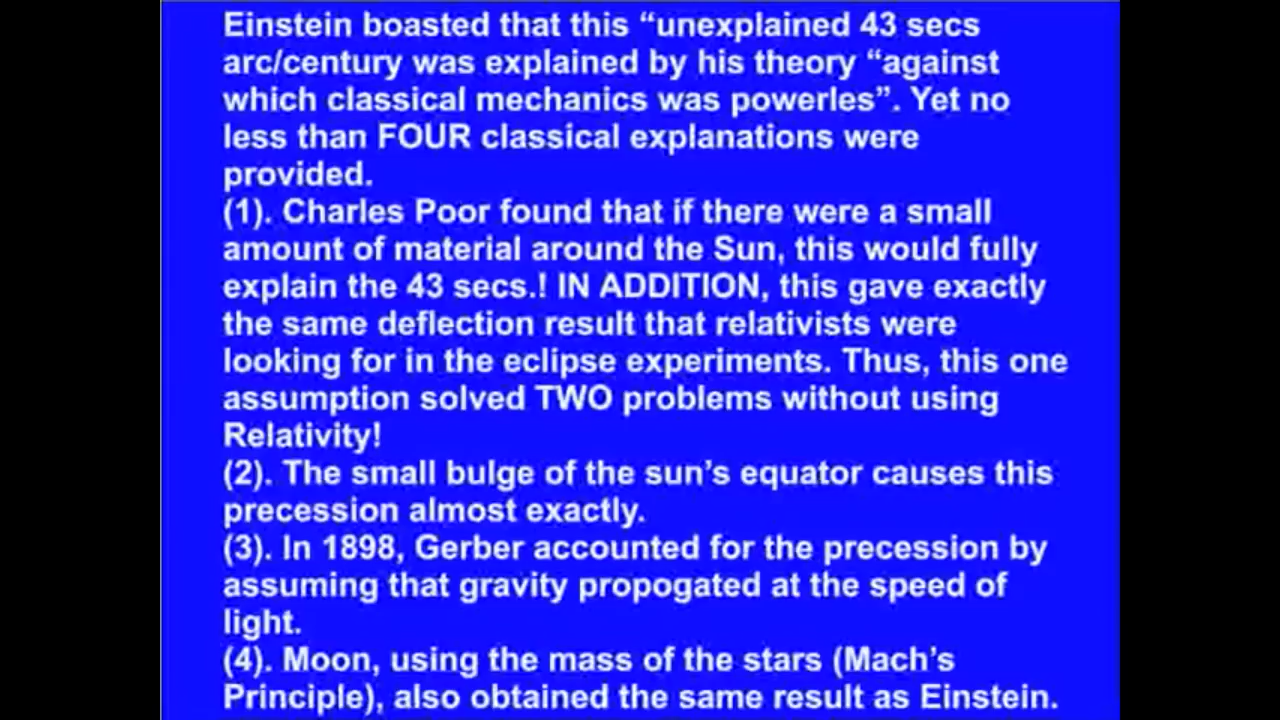 Einstein boasted that this “unexplained 43 secs
arc/century was explained by his theory “against
which classical mechanics was powerles”. Yet no
less than FOUR classical explanations were
provided.
(1). Charles Poor found that if there were a small
amount of material around the Sun, this would fully
explain the 43 secs.! IN ADDITION, this gave exactly
the same deflection result that relativists were
looking for in the eclipse experiments. Thus, this one
assumption solved TWO problems without using
Relativity!
(2). The small bulge of the sun’s equator causes this
precession almost exactly.
(3). In 1898, Gerber accounted for the precession by
assuming that gravity propogated at the speed of
light.
(4). Moon, using the mass of the stars (Mach’s
Principle), also obtained the same result as Einstein.